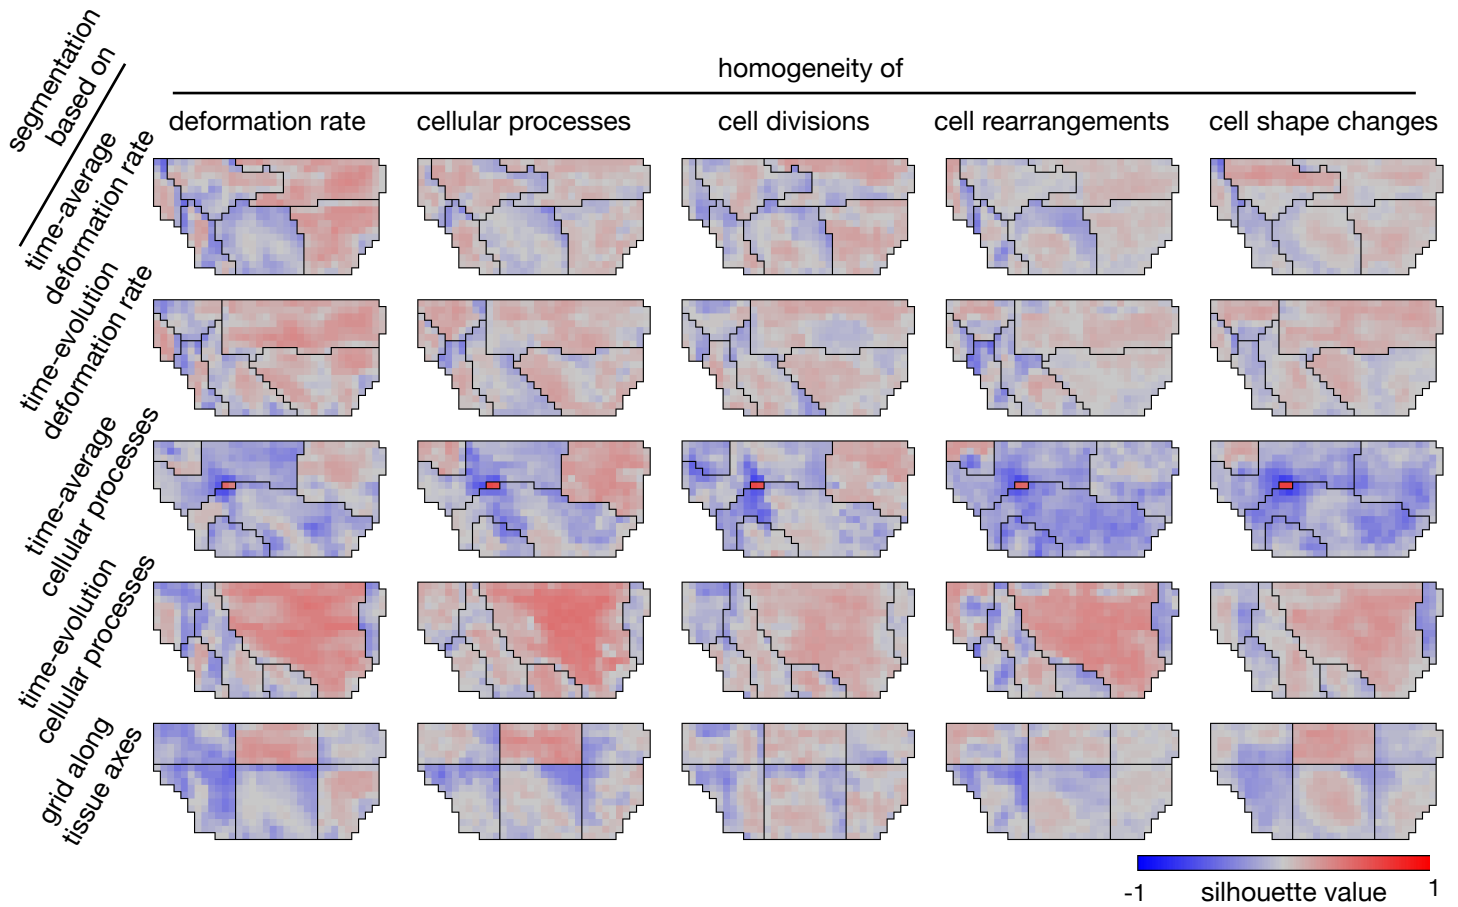 segmentation
based on
homogeneity of
deformation rate
cellular processes
cell divisions
cell rearrangements
cell shape changes
time-average
deformation rate
time-evolution
deformation rate
time-average
cellular processes
time-evolution
cellular processes
grid along
tissue axes
-1 silhouette value 1